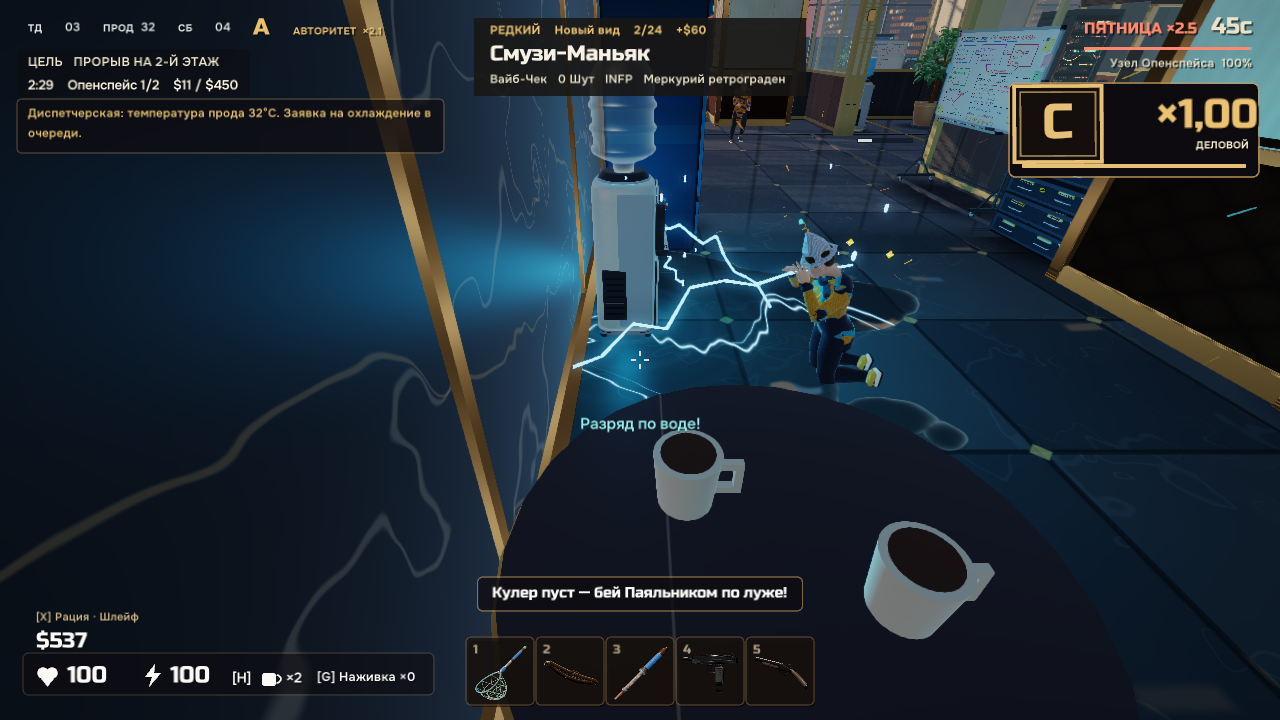 ТД 03 ПРОД 32 СБ 04 A АВТОРИТЕТ ×2.1
ЦЕЛЬ ПРОРЫВ НА 2-Й ЭТАЖ
2:29 Опенспейс 1/2 $11 / $450
Диспетчерская: температура прода 32°C. Заявка на охлаждение в
очереди.
РЕДКИЙ Новый вид 2/24 +$60
Смузи-Маньяк
Вайб-Чек 0 Шут INFP Меркурий ретрограден
ПЯТНИЦА ×2.5 45с
Узел Опенспейса 100%
C ×1,00
ДЕЛОВОЙ
Разряд по воде!
Кулер пуст — бей Паяльником по луже!
[X] Рация · Шлейф
$537
100 100 [H] ×2 [G] Наживка ×0
1 2 3 4 5